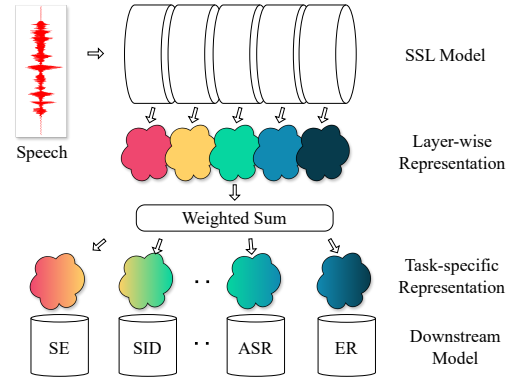 SSL Model
Speech
Layer-wise
Representation
Weighted Sum
Task-specific
Representation
SE
SID
. .
ASR
ER
Downstream
Model